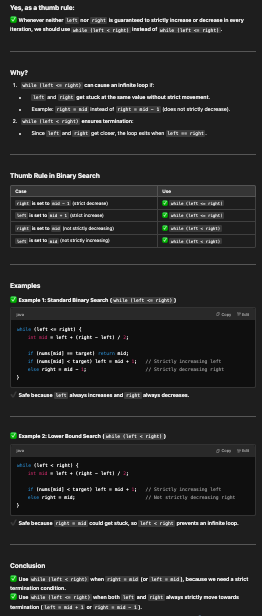 Yes, as a thumb rule:
✅ Whenever neither left nor right is guaranteed to strictly increase or decrease in every
iteration, we should use while (left < right) instead of while (left <= right).
Why?
1. while (left <= right) can cause an infinite loop if:
• left and right get stuck at the same value without strict movement.
• Example: right = mid instead of right = mid - 1 (does not strictly decrease).
2. while (left < right) ensures termination:
• Since left and right get closer, the loop exits when left == right.
Thumb Rule in Binary Search
Case Use
right is set to mid - 1 (strict decrease) ✅ while (left <= right)
left is set to mid + 1 (strict increase) ✅ while (left <= right)
right is set to mid (not strictly decreasing) ✅ while (left < right)
left is set to mid (not strictly increasing) ✅ while (left < right)
Examples
✅ Example 1: Standard Binary Search (while (left <= right))
java Copy Edit
while (left <= right) {
int mid = left + (right - left) / 2;
if (nums[mid] == target) return mid;
if (nums[mid] < target) left = mid + 1; // Strictly increasing left
else right = mid - 1; // Strictly decreasing right
}
✔ Safe because left always increases and right always decreases.
✅ Example 2: Lower Bound Search (while (left < right))
java Copy Edit
while (left < right) {
int mid = left + (right - left) / 2;
if (nums[mid] < target) left = mid + 1; // Strictly increasing left
else right = mid; // Not strictly decreasing right
}
✔ Safe because right = mid could get stuck, so left < right prevents an infinite loop.
Conclusion
✅ Use while (left < right) when right = mid (or left = mid), because we need a strict
termination condition.
✅ Use while (left <= right) when both left and right always strictly move towards
termination (left = mid + 1 or right = mid - 1).